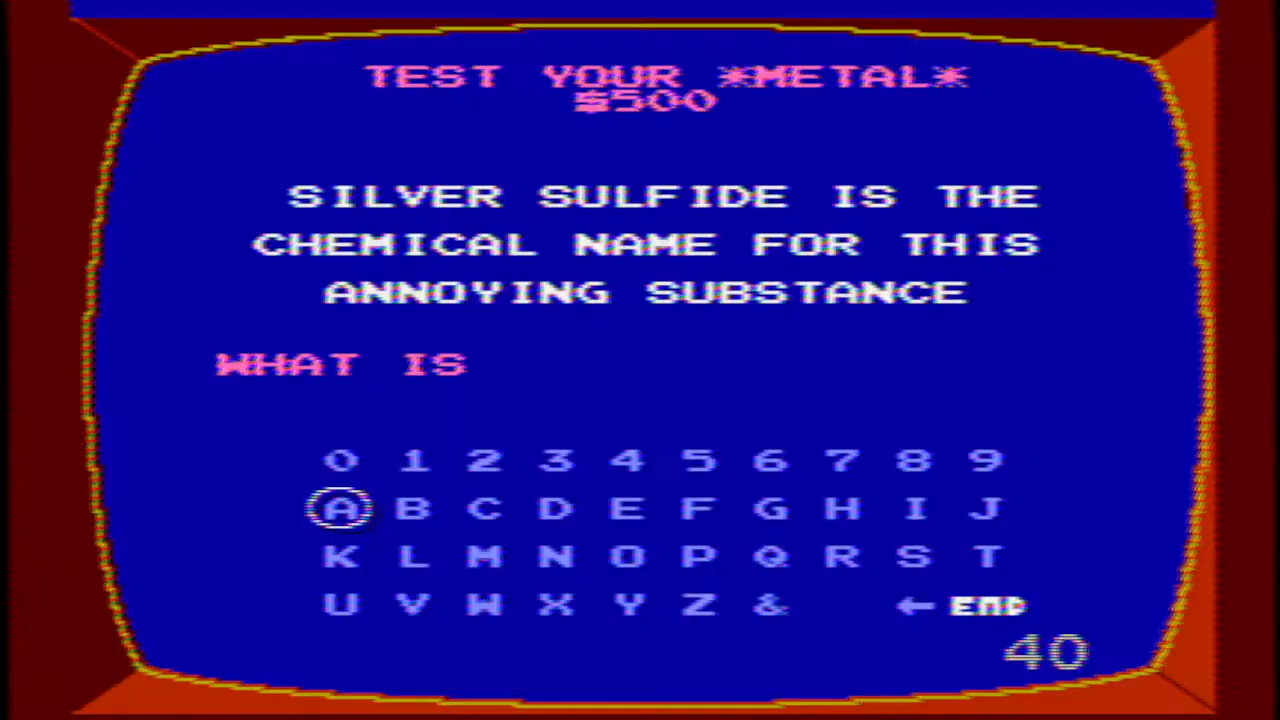 TEST YOUR *METAL*
$500
SILVER SULFIDE IS THE
CHEMICAL NAME FOR THIS
ANNOYING SUBSTANCE
WHAT IS
0 1 2 3 4 5 6 7 8 9
A B C D E F G H I J
K L M N O P Q R S T
U V W X Y Z & ← END
40